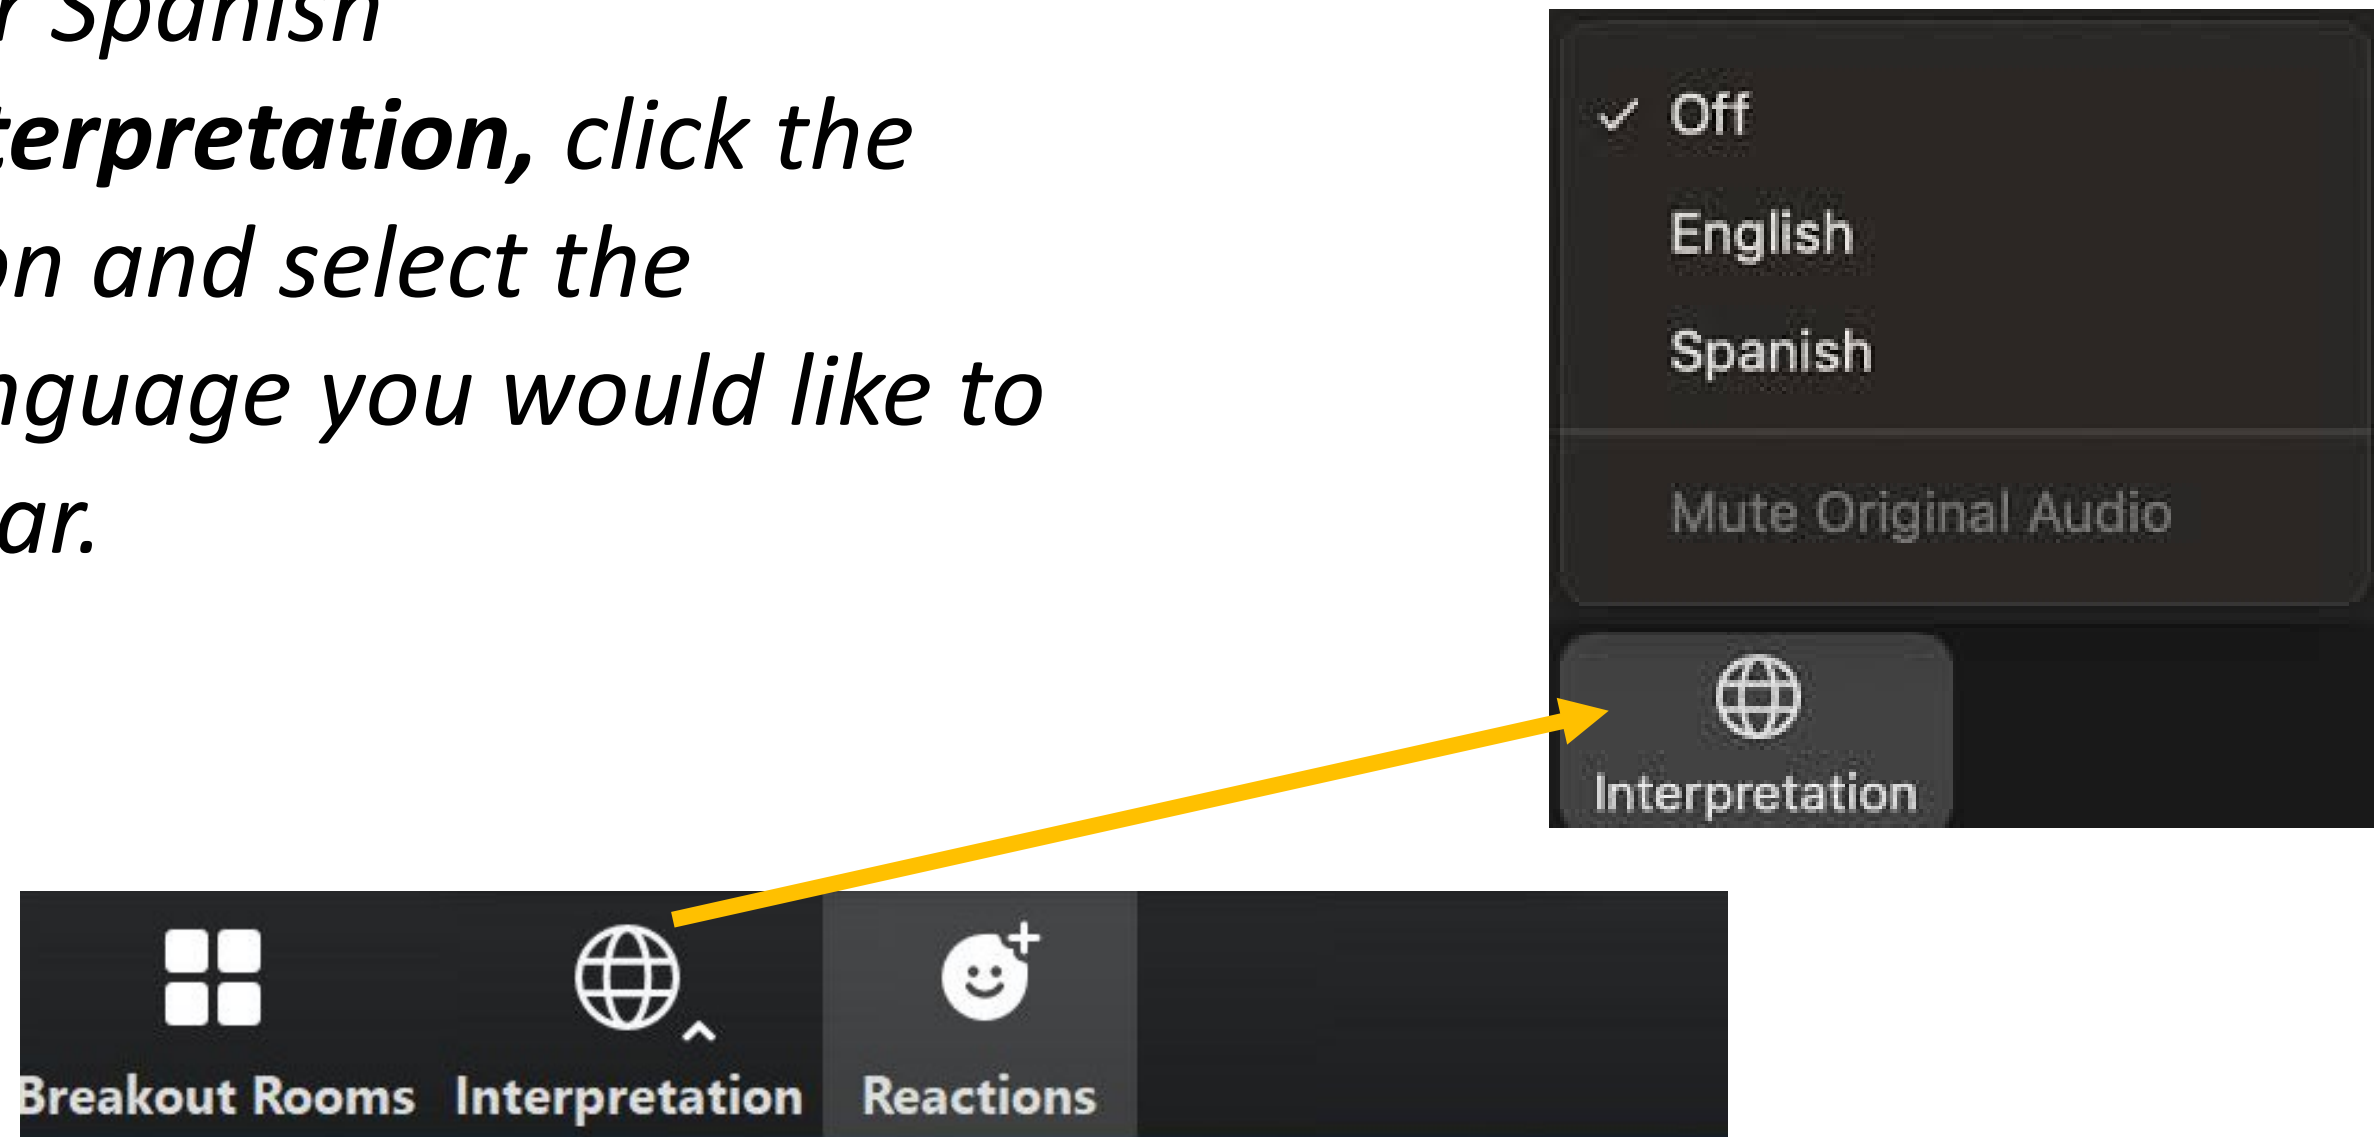 r Spanish
terpretation, click the
on and select the
nguage you would like to
ar.
Off
English
Spanish
Mute Original Audio
Interpretation
Breakout Rooms Interpretation Reactions